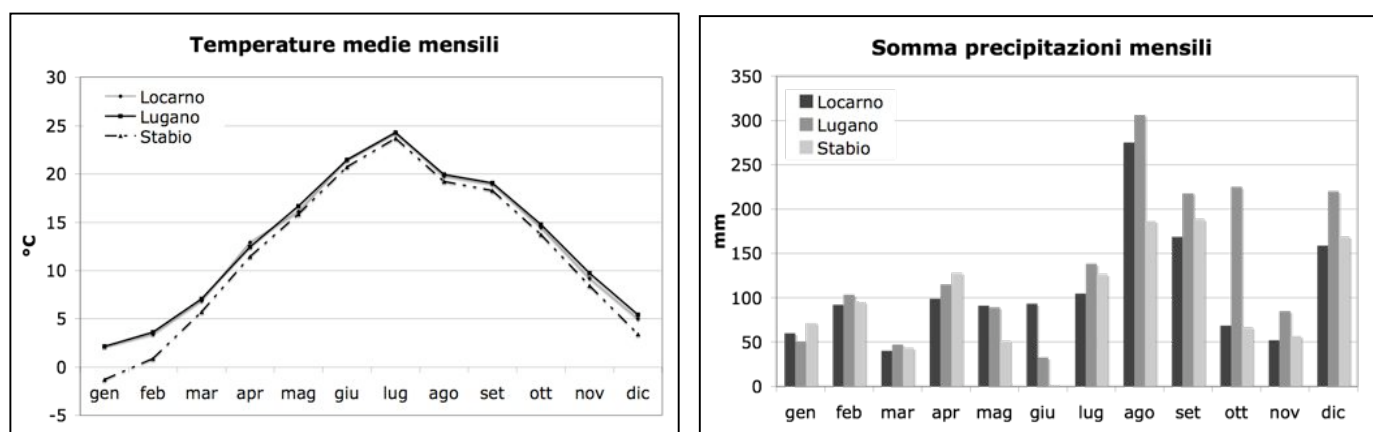 Temperature medie mensili
30
25
20
15
10
5
0
-5
°C
Locarno
Lugano
Stabio
gen feb mar apr mag giu lug ago set ott nov dic
Somma precipitazioni mensili
350
300
250
200
150
100
50
0
mm
Locarno
Lugano
Stabio
gen feb mar apr mag giu lug ago set ott nov dic